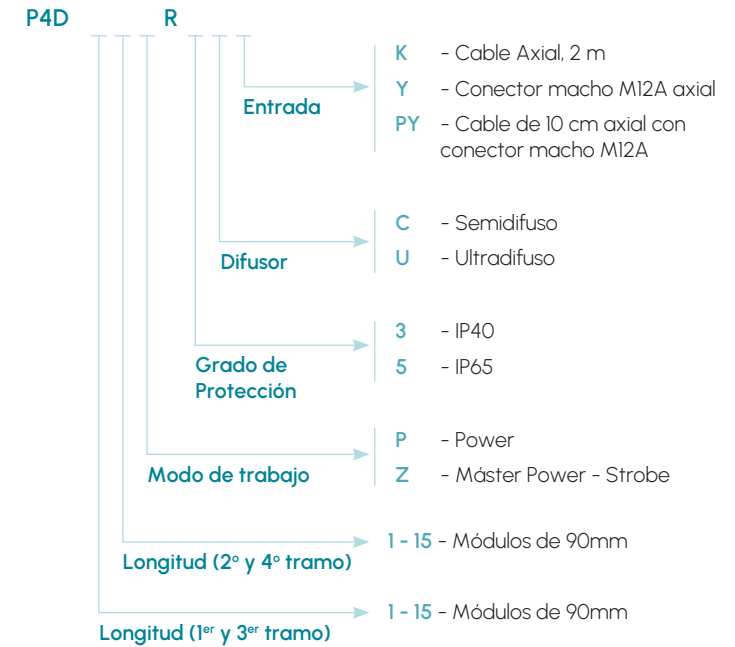 P4D R
K - Cable Axial, 2 m
Y - Conector macho M12A axial
Entrada
PY - Cable de 10 cm axial con
conector macho M12A
C - Semidifuso
U - Ultradifuso
Difusor
3 - IP40
5 - IP65
Grado de
Protección
P - Power
Z - Máster Power - Strobe
Modo de trabajo
1 - 15 - Módulos de 90mm
Longitud (2º y 4º tramo)
1 - 15 - Módulos de 90mm
Longitud (1er y 3er tramo)